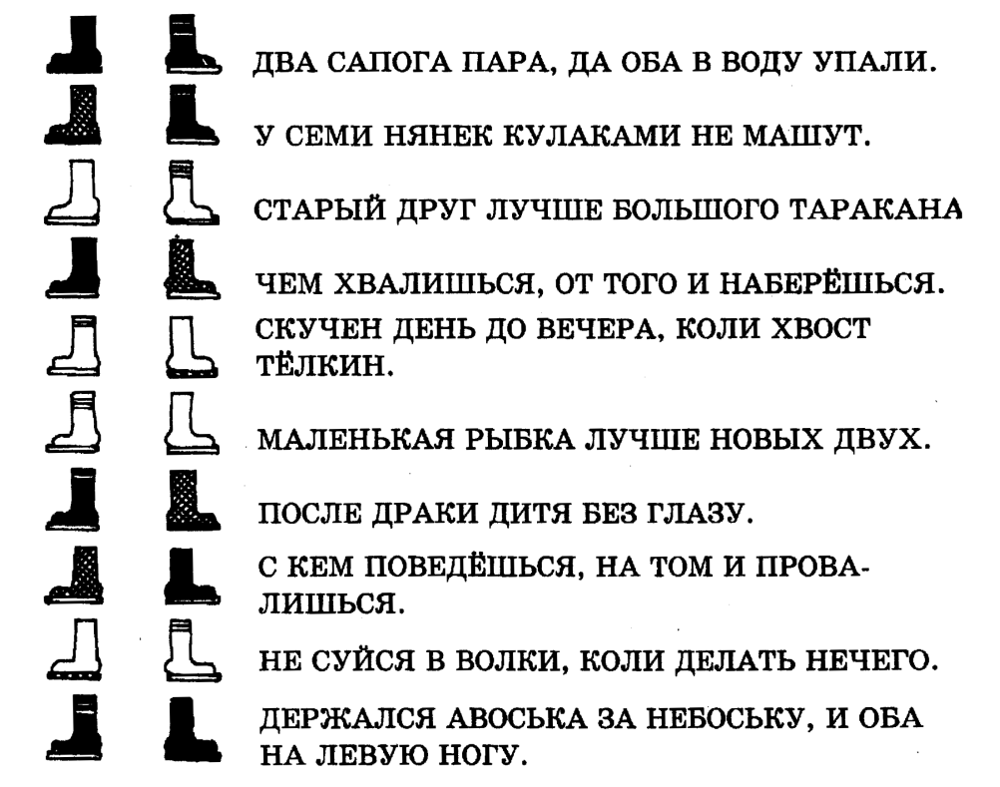 ДВА САПОГА ПАРА, ДА ОБА В ВОДУ УПАЛИ.
У СЕМИ НЯНЕК КУЛАКАМИ НЕ МАШУТ.
СТАРЫЙ ДРУГ ЛУЧШЕ БОЛЬШОГО ТАРАКАНА
ЧЕМ ХВАЛИШЬСЯ, ОТ ТОГО И НАБЕРЁШЬСЯ.
СКУЧЕН ДЕНЬ ДО ВЕЧЕРА, КОЛИ ХВОСТ
ТЁЛКИН.
МАЛЕНЬКАЯ РЫБКА ЛУЧШЕ НОВЫХ ДВУХ.
ПОСЛЕ ДРАКИ ДИТЯ БЕЗ ГЛАЗУ.
С КЕМ ПОВЕДЁШЬСЯ, НА ТОМ И ПРОВА-
ЛИШЬСЯ.
НЕ СУЙСЯ В ВОЛКИ, КОЛИ ДЕЛАТЬ НЕЧЕГО.
ДЕРЖАЛСЯ АВОСЬКА ЗА НЕБОСЬКУ, И ОБА
НА ЛЕВУЮ НОГУ.